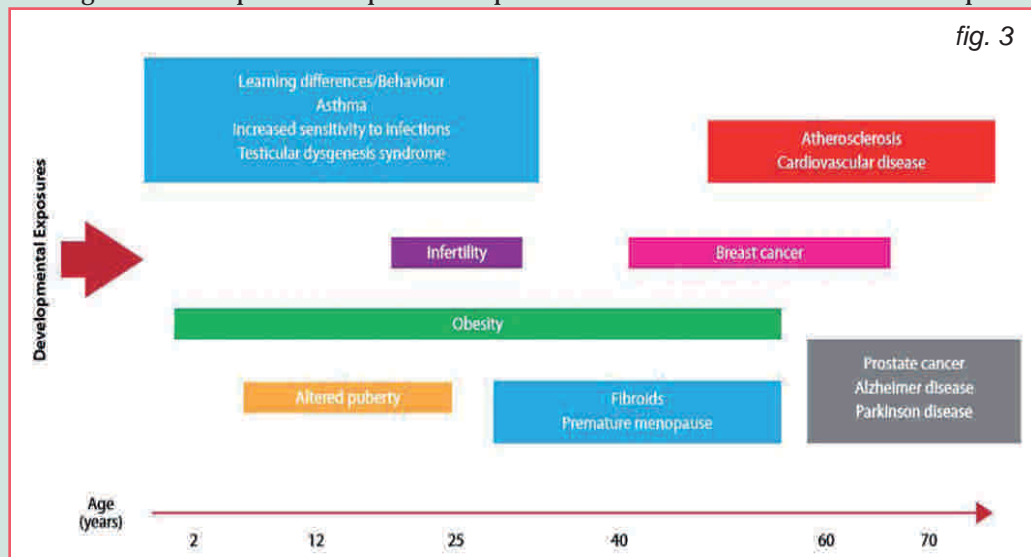 fig. 3
Learning differences/Behaviour
Asthma
Increased sensitivity to infections
Testicular dysgenesis syndrome
Atherosclerosis
Cardiovascular disease
Developmental Exposures
Infertility
Breast cancer
Obesity
Prostate cancer
Alzheimer disease
Parkinson disease
Altered puberty
Fibroids
Premature menopause
Age
(years)
2 12 25 40 60 70